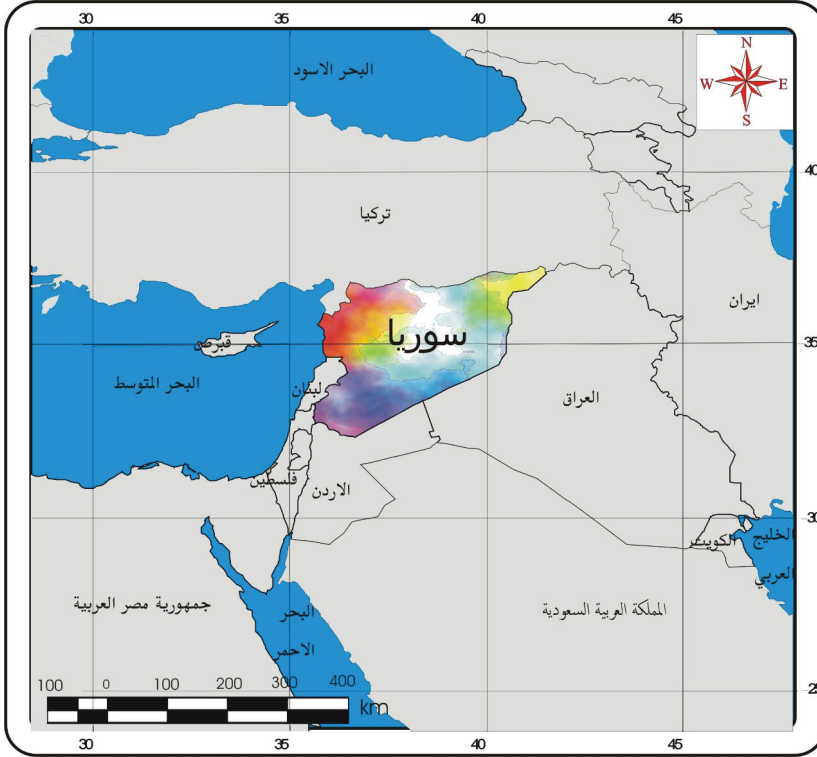 30 35 40 45
البحر الاسود
N
W E
S
40
تركيا
ايران
سوريا
قبرص
35
البحر المتوسط
لبنان
العراق
فلسطين
الاردن
30
الكويت
الخليج
العربي
جمهورية مصر العربية
البحر
الاحمر
المملكة العربية السعودية
100 0 100 200 300 400
km
25
30 35 40 45